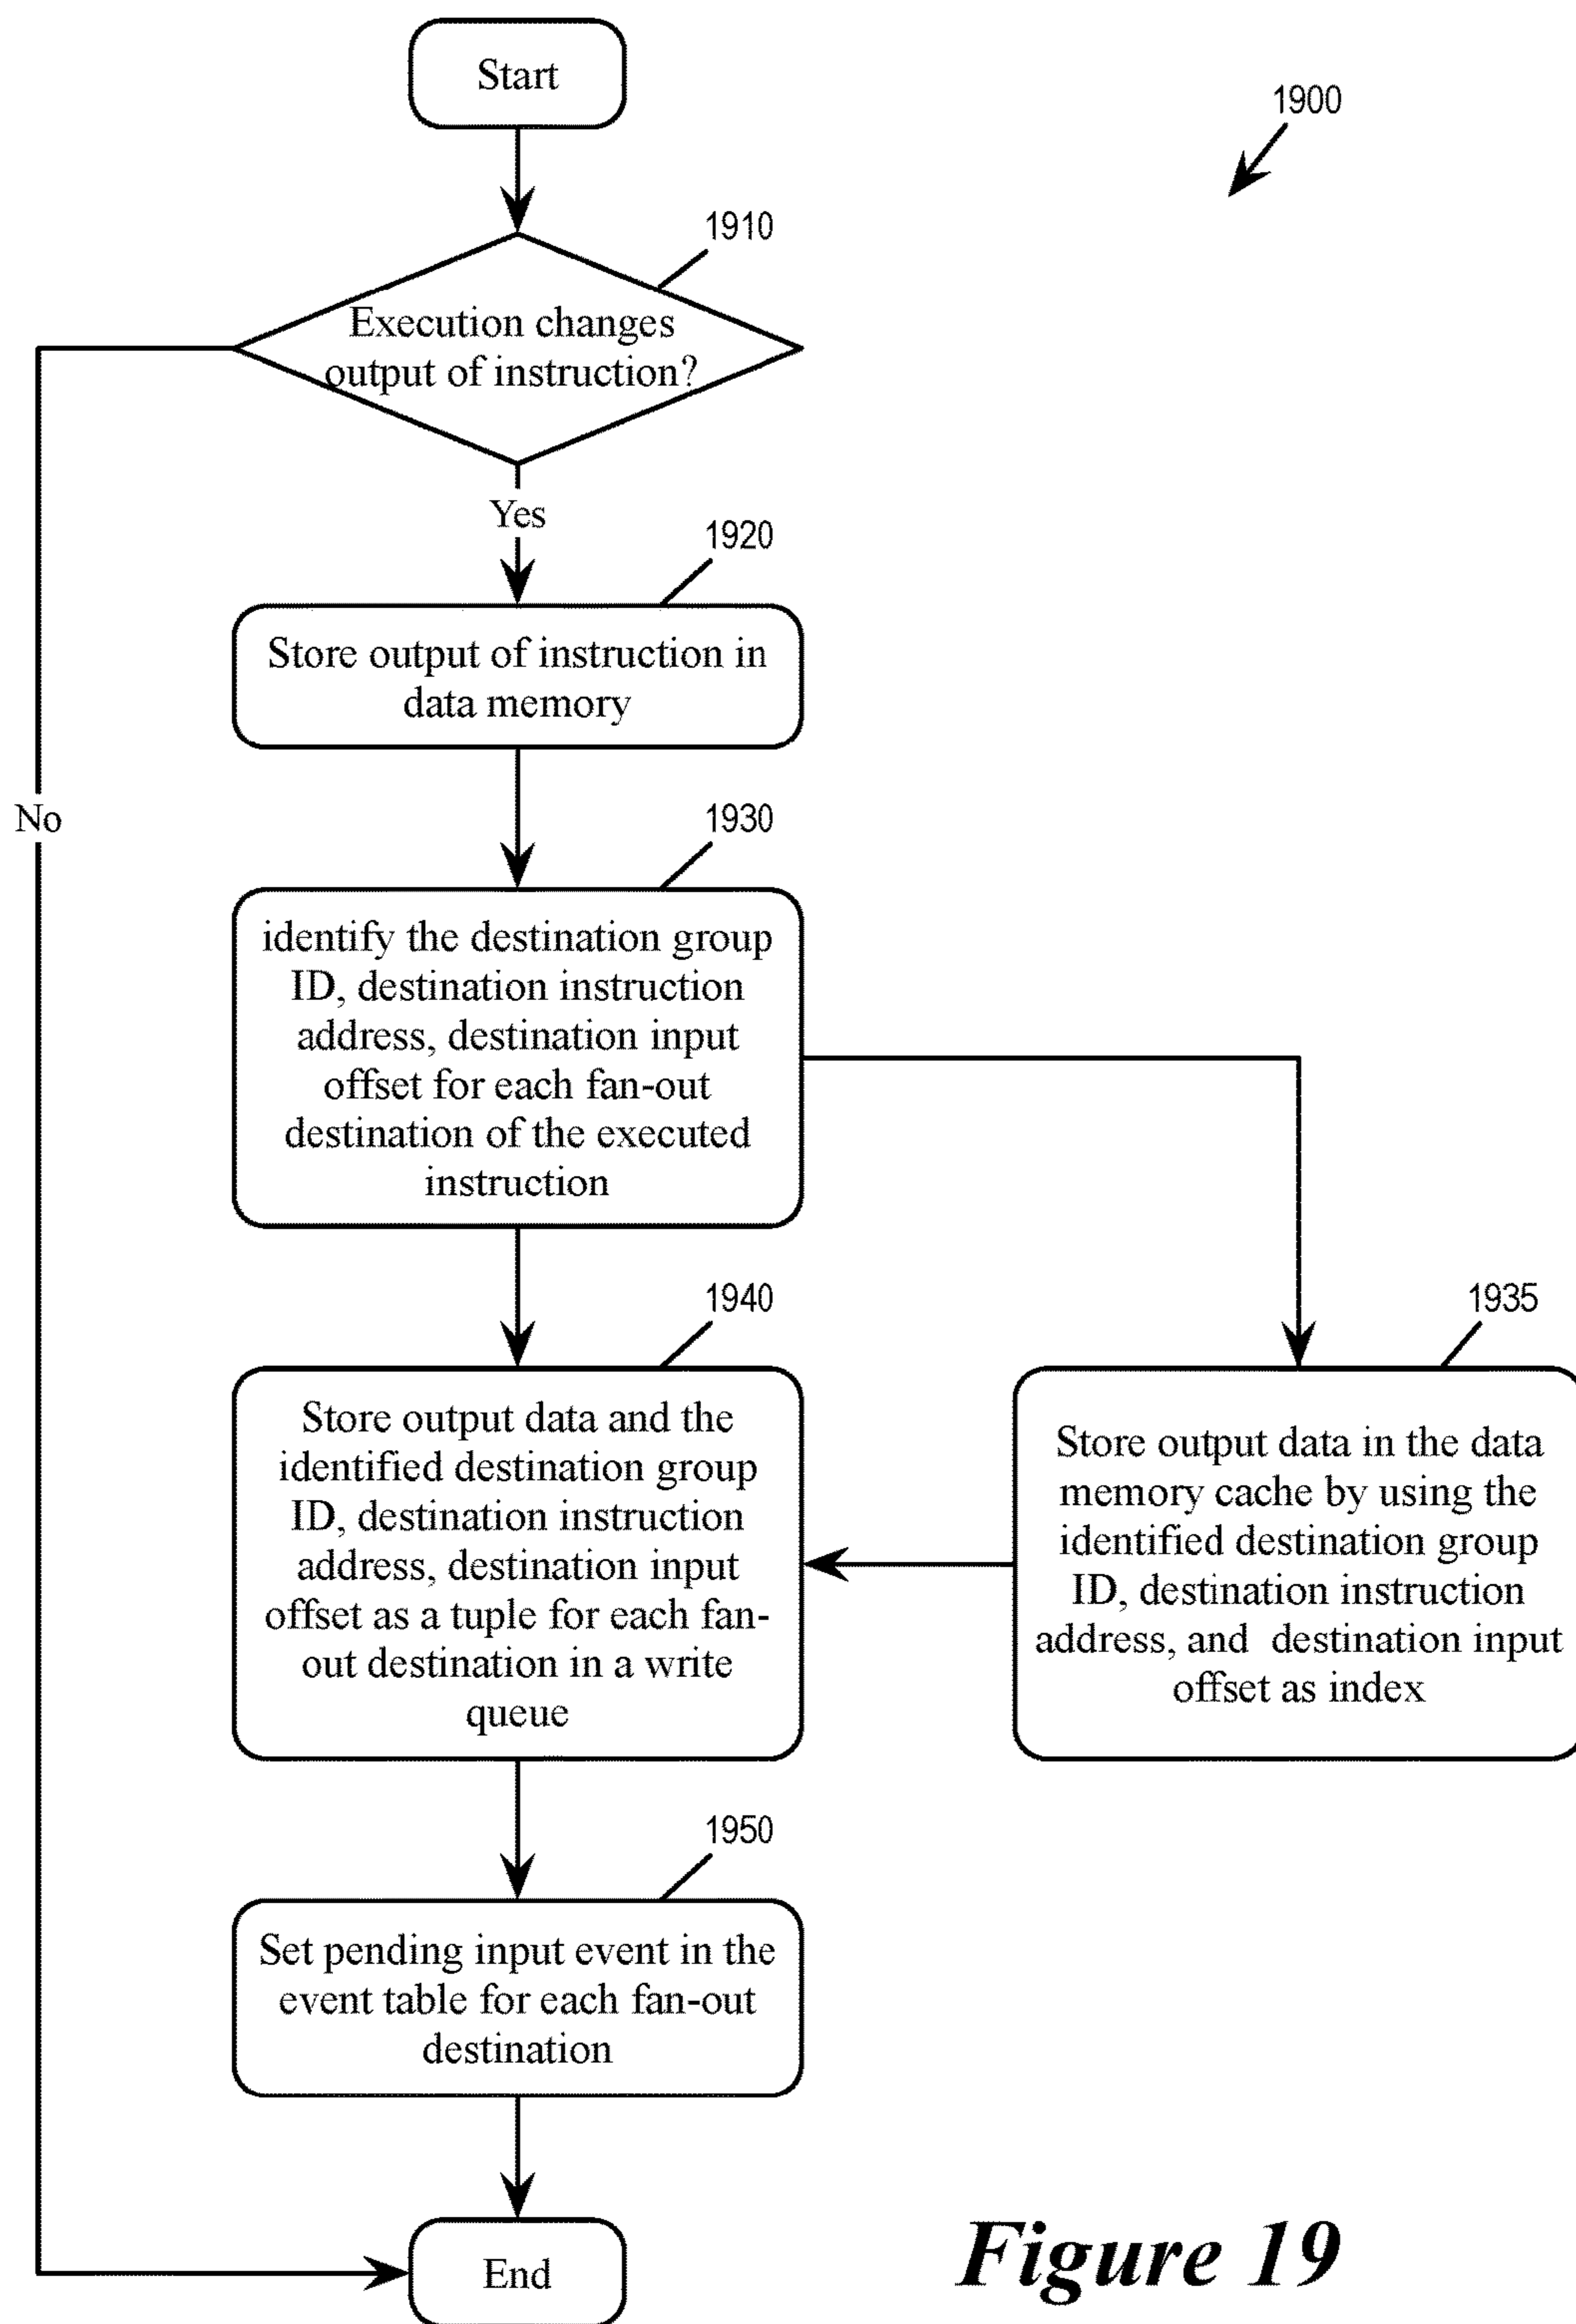 Start
1900
1910
Execution changes
output of instruction?
Yes
1920
Store output of instruction in
data memory
No
1930
identify the destination group
ID, destination instruction
address, destination input
offset for each fan-out
destination of the executed
instruction
1940
Store output data and the
identified destination group
ID, destination instruction
address, destination input
offset as a tuple for each fan-
out destination in a write
queue
1935
Store output data in the data
memory cache by using the
identified destination group
ID, destination instruction
address, and destination input
offset as index
1950
Set pending input event in the
event table for each fan-out
destination
End
Figure 19